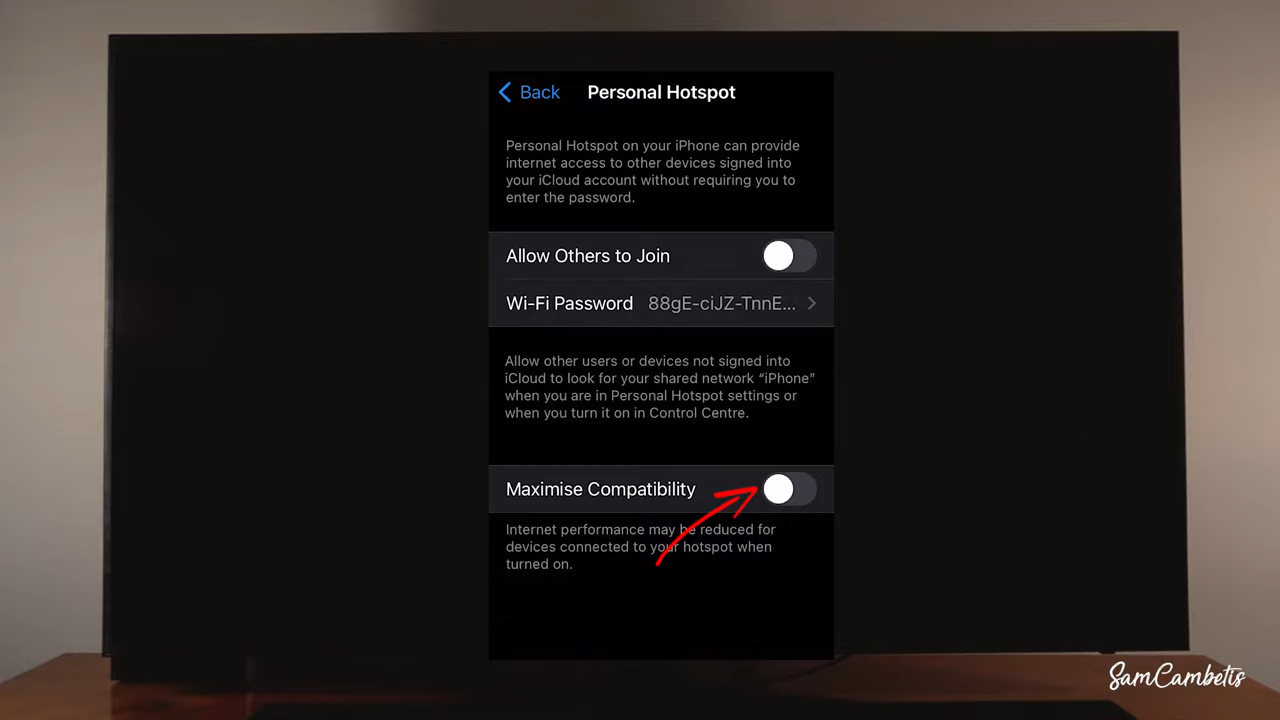 Back
Personal Hotspot
Personal Hotspot on your iPhone can provide
internet access to other devices signed into
your iCloud account without requiring you to
enter the password.
Allow Others to Join
Wi-Fi Password 88gE-ciJZ-TnnE...
Allow other users or devices not signed into
iCloud to look for your shared network “iPhone”
when you are in Personal Hotspot settings or
when you turn it on in Control Centre.
Maximise Compatibility
Internet performance may be reduced for
devices connected to your hotspot when
turned on.
SamCambetis